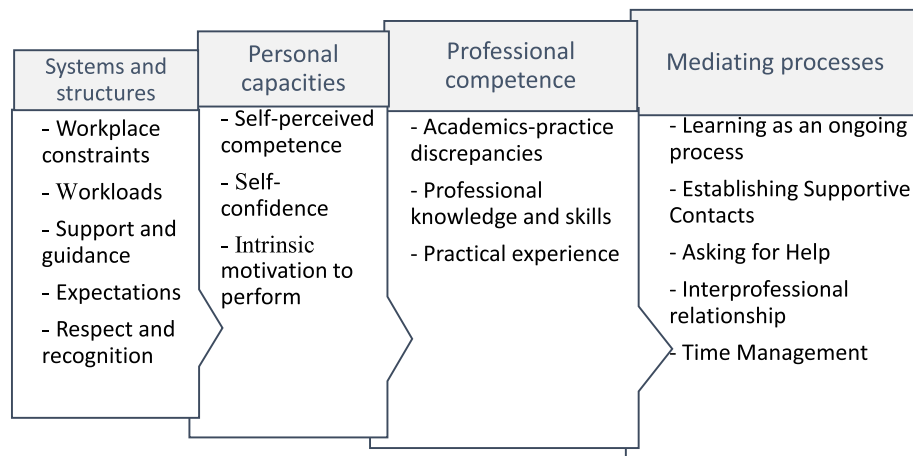 Systems and
structures
- Workplace
constraints
- Workloads
- Support and
guidance
- Expectations
- Respect and
recognition
Personal
capacities
- Self-perceived
competence
- Self-
confidence
- Intrinsic
motivation to
perform
Professional
competence
- Academics-practice
discrepancies
- Professional
knowledge and skills
- Practical experience
Mediating processes
- Learning as an ongoing
process
- Establishing Supportive
Contacts
- Asking for Help
- Interprofessional
relationship
- Time Management